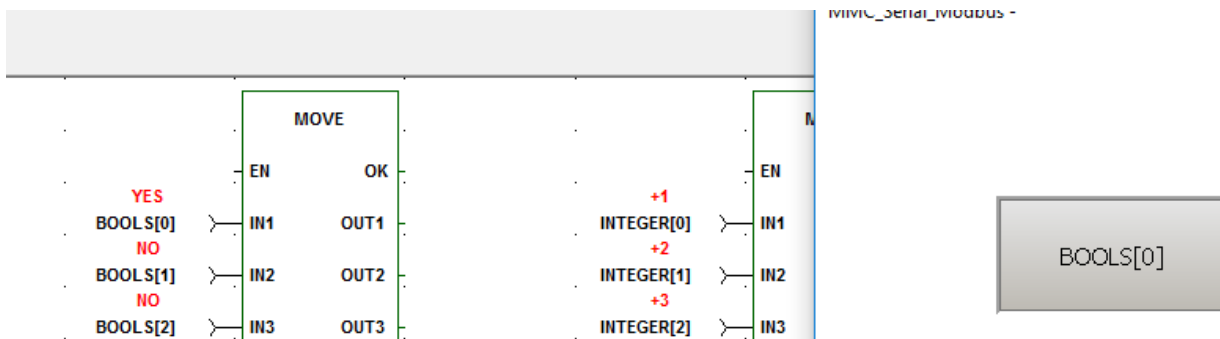 MMC_Serial_Modbus -
MOVE
EN OK
YES
BOOLS[0] IN1 OUT1
NO
BOOLS[1] IN2 OUT2
NO
BOOLS[2] IN3 OUT3
EN
+1
INTEGER[0] IN1
+2
INTEGER[1] IN2
+3
INTEGER[2] IN3
BOOLS[0]